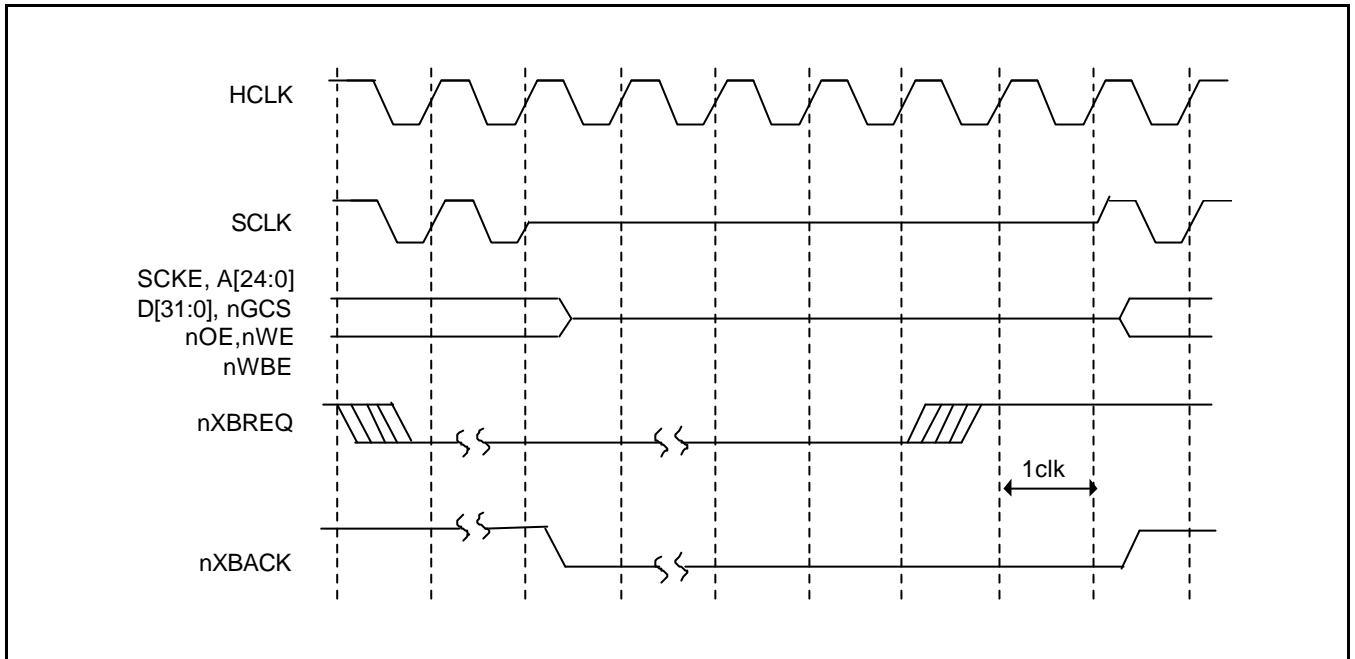 HCLK
SCLK
SCKE, A[24:0]
D[31:0], nGCS
nOE,nWE
nWBE
nXBREQ
1clk
nXBACK